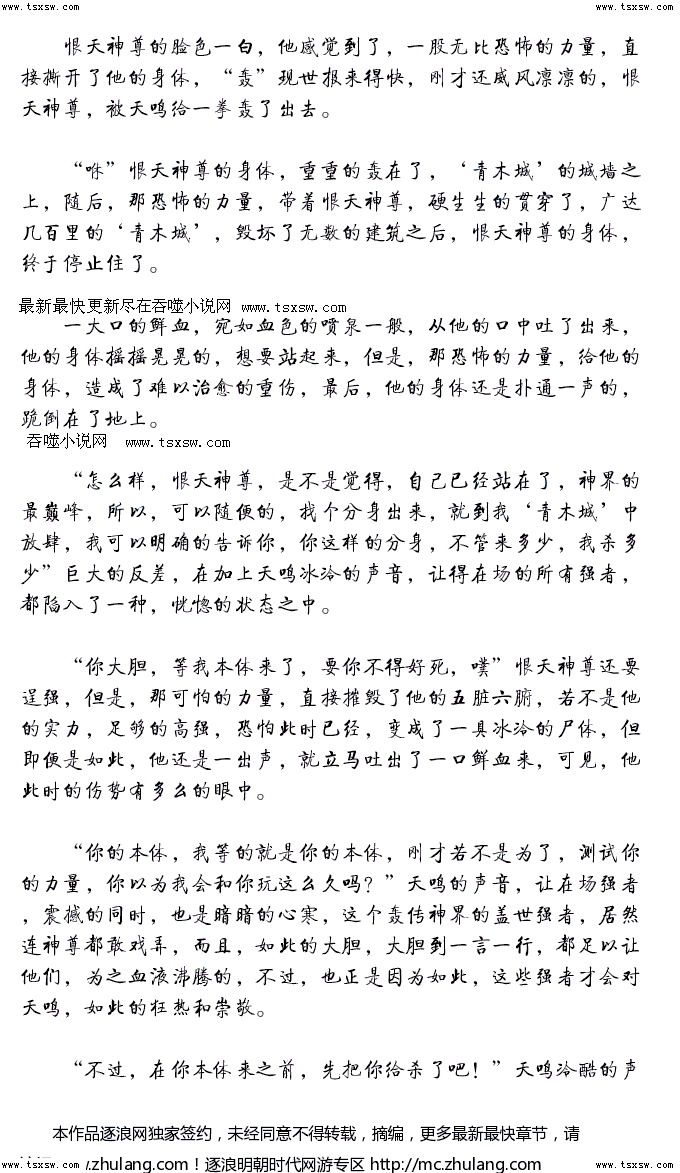 www.tsxsw.com www.tsxsw.com
恨天神尊的脸色一白，他感觉到了，一股无比恐怖的力量，直
接撕开了他的身体，“轰”现世报来得快，刚才还威风凛凛的，恨
天神尊，被天鸣给一拳轰了出去。
“咻”恨天神尊的身体，重重的轰在了，‘青木城’的城墙之
上，随后，那恐怖的力量，带着恨天神尊，硬生生的贯穿了，广达
几百里的‘青木城’，毁坏了无数的建筑之后，恨天神尊的身体，
终于停止住了。
最新最快更新尽在吞噬小说网 www.tsxsw.com
一大口的鲜血，宛如血色的喷泉一般，从他的口中吐了出来，
他的身体摇摇晃晃的，想要站起来，但是，那恐怖的力量，给他的
身体，造成了难以治愈的重伤，最后，他的身体还是扑通一声的，
跪倒在了地上。
吞噬小说网 www.tsxsw.com
“怎么样，恨天神尊，是不是觉得，自己已经站在了，神界的
最巅峰，所以，可以随便的，找个分身出来，就到我‘青木城’中
放肆，我可以明确的告诉你，你这样的分身，不管来多少，我杀多
少”巨大的反差，在加上天鸣冰冷的声音，让得在场的所有强者，
都陷入了一种，恍惚的状态之中。
“你大胆，等我本体来了，要你不得好死，噗”恨天神尊还要
逞强，但是，那可怕的力量，直接摧毁了他的五脏六腑，若不是他
的实力，足够的高强，恐怕此时已经，变成了一具冰冷的尸体，但
即便是如此，他还是一出声，就立马吐出了一口鲜血来，可见，他
此时的伤势有多么的眼中。
“你的本体，我等的就是你的本体，刚才若不是为了，测试你
的力量，你以为我会和你玩这么久吗？”天鸣的声音，让在场强者
，震撼的同时，也是暗暗的心寒，这个轰传神界的盖世强者，居然
连神尊都敢戏弄，而且，如此的大胆，大胆到一言一行，都足以让
他们，为之血液沸腾的，不过，也正是因为如此，这些强者才会对
天鸣，如此的狂热和崇敬。
“不过，在你本体来之前，先把你给杀了吧！”天鸣冷酷的声
本作品逐浪网独家签约，未经同意不得转载，摘编，更多最新最快章节，请
www.tsxsw.com .zhulang.com！逐浪明朝时代网游专区 http://mc.zhulang.com www.tsxsw.com